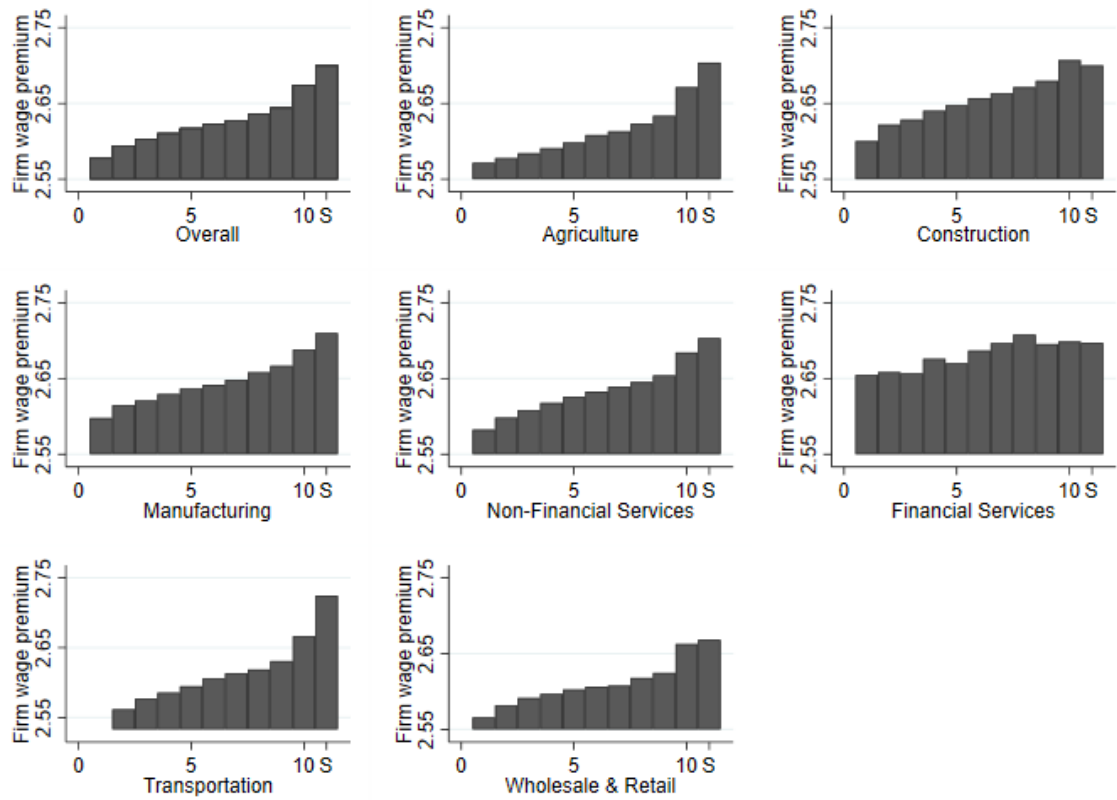 Firm wage premium
2.55 2.65 2.75
0 5 10 S
Overall
Firm wage premium
2.55 2.65 2.75
0 5 10 S
Agriculture
Firm wage premium
2.55 2.65 2.75
0 5 10 S
Construction
Firm wage premium
2.55 2.65 2.75
0 5 10 S
Manufacturing
Firm wage premium
2.55 2.65 2.75
0 5 10 S
Non-Financial Services
Firm wage premium
2.55 2.65 2.75
0 5 10 S
Financial Services
Firm wage premium
2.55 2.65 2.75
0 5 10 S
Transportation
Firm wage premium
2.55 2.65 2.75
0 5 10 S
Wholesale & Retail